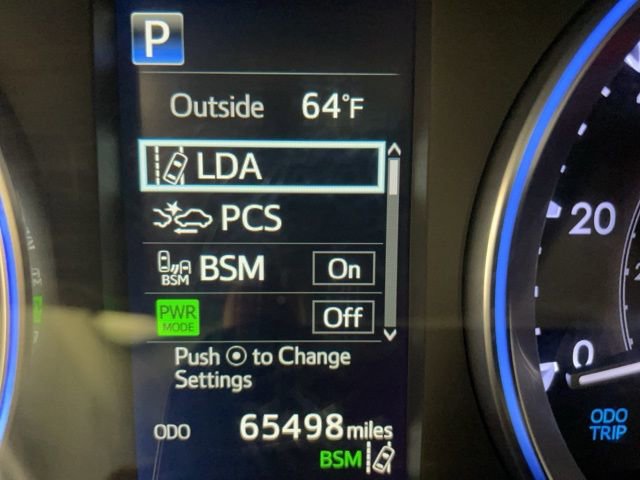 P
Outside 64°F
LDA
PCS
BSM BSM On
PWR MODE Off
Push ⦿ to Change
Settings
ODO 65498 miles
BSM
20
0
ODO
TRIP